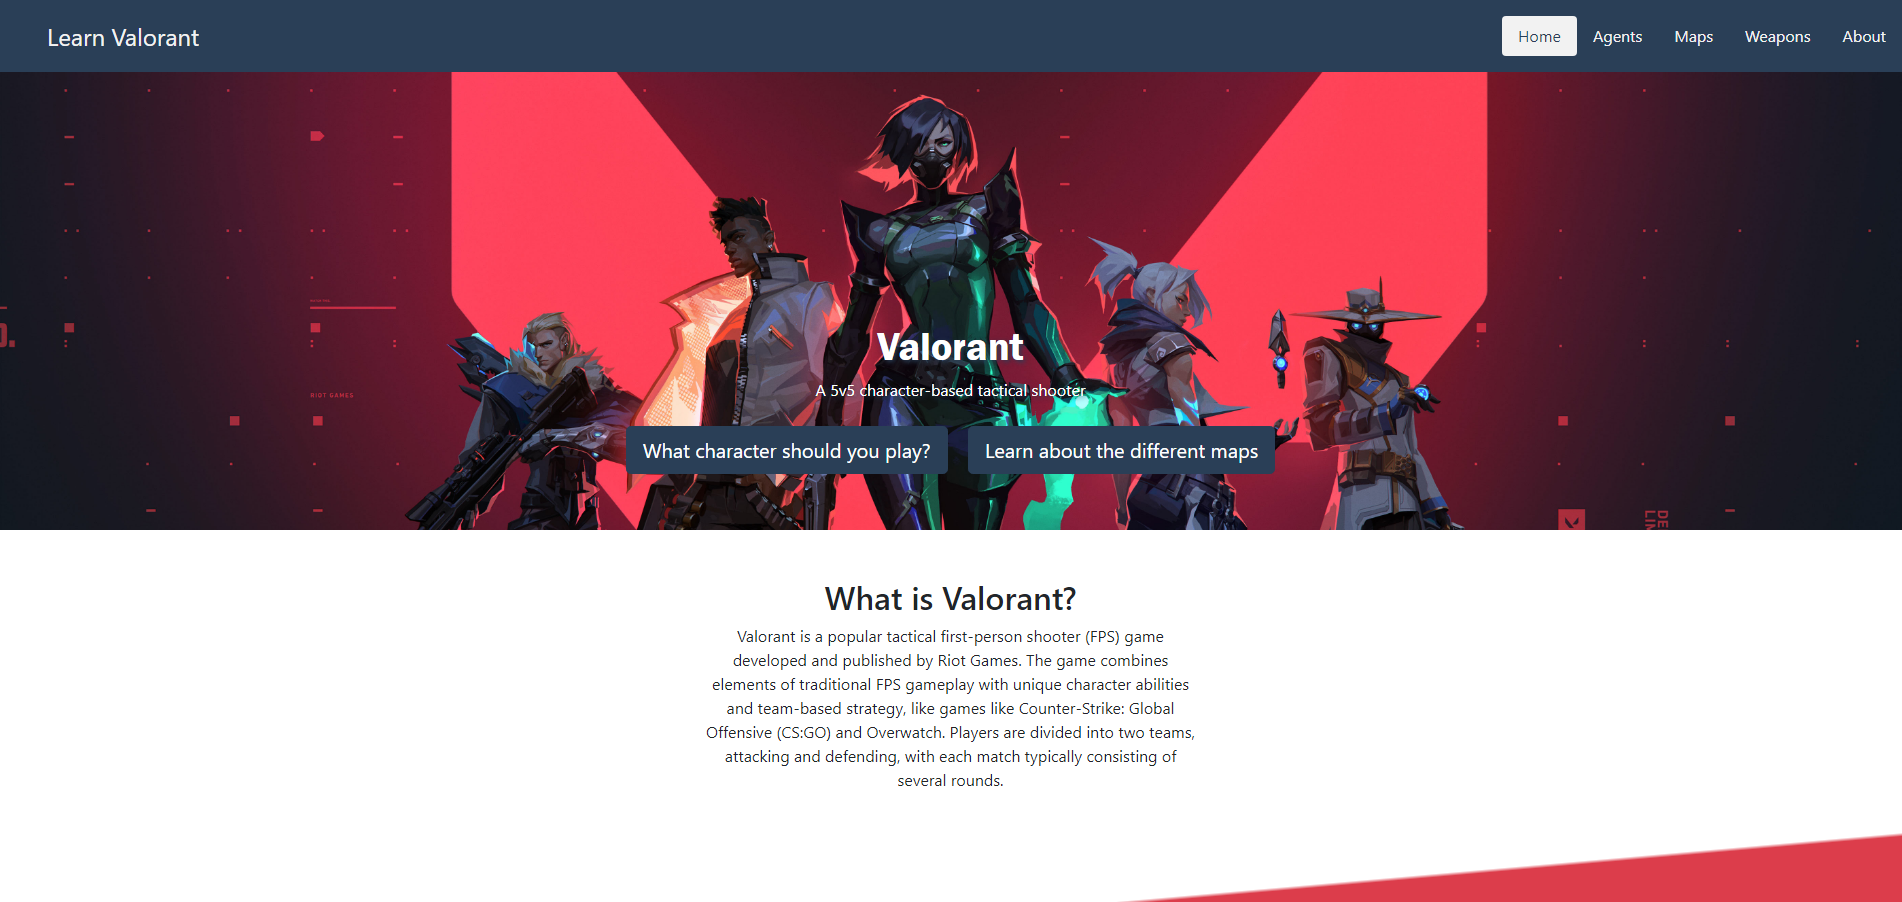 Learn Valorant
Home
Agents
Maps
Weapons
About
RIOT GAMES
Valorant
A 5v5 character-based tactical shooter
What character should you play?
Learn about the different maps
What is Valorant?
Valorant is a popular tactical first-person shooter (FPS) game
developed and published by Riot Games. The game combines
elements of traditional FPS gameplay with unique character abilities
and team-based strategy, like games like Counter-Strike: Global
Offensive (CS:GO) and Overwatch. Players are divided into two teams,
attacking and defending, with each match typically consisting of
several rounds.